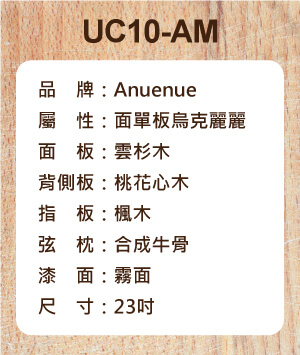 UC10-AM
品　牌：Anuenue
屬　性：面單板烏克麗麗
面　板：雲杉木
背側板：桃花心木
指　板：楓木
弦　枕：合成牛骨
漆　面：霧面
尺　寸：23吋